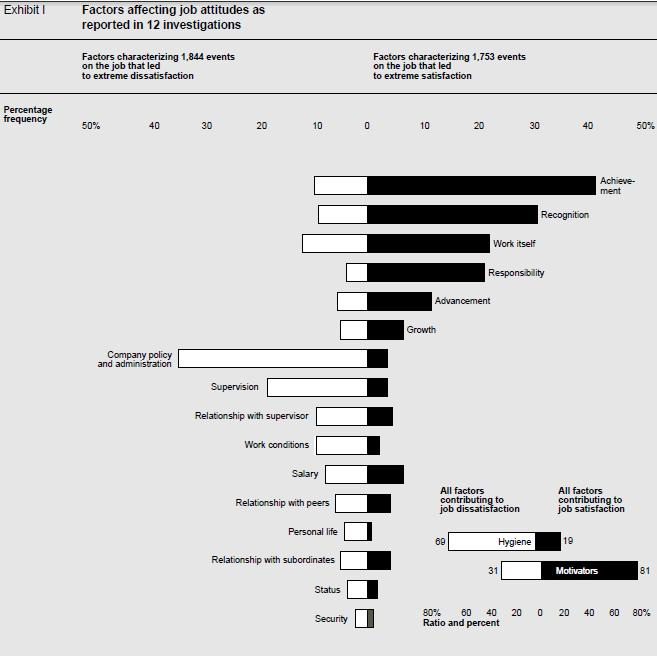 Exhibit I
Factors affecting job attitudes as
reported in 12 investigations
Factors characterizing 1,844 events
on the job that led
to extreme dissatisfaction
Factors characterizing 1,753 events
on the job that led
to extreme satisfaction
Percentage
frequency
50% 40 30 20 10 0 10 20 30 40 50%
Achieve-
ment
Recognition
Work itself
Responsibility
Advancement
Growth
Company policy
and administration
Supervision
Relationship with supervisor
Work conditions
Salary
Relationship with peers
Personal life
Relationship with subordinates
Status
Security
All factors
contributing to
job dissatisfaction
All factors
contributing to
job satisfaction
69 Hygiene 19
31 Motivators 81
80% 60 40 20 0 20 40 60 80%
Ratio and percent